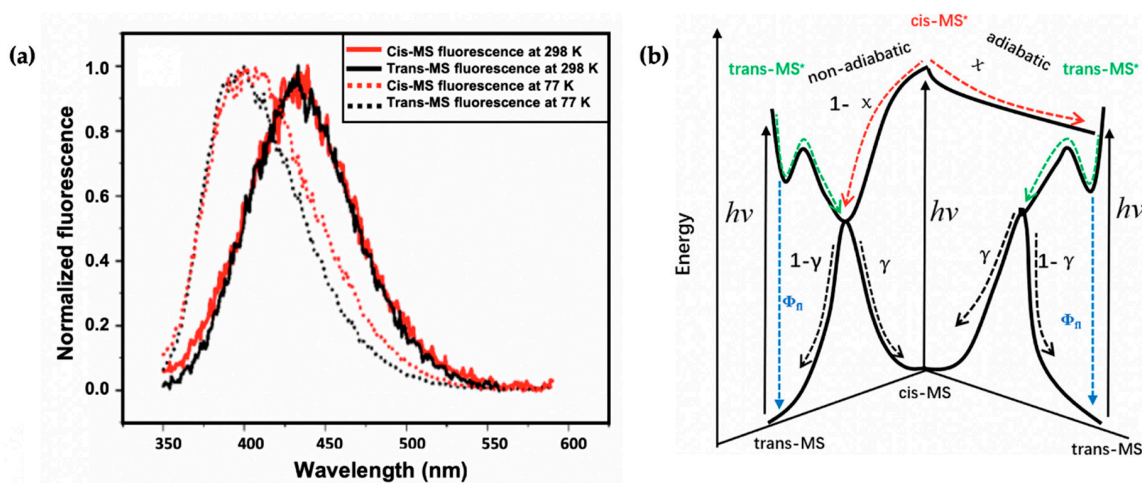 (a)
Cis-MS fluorescence at 298 K
Trans-MS fluorescence at 298 K
Cis-MS fluorescence at 77 K
Trans-MS fluorescence at 77 K
Normalized fluorescence
1.0
0.8
0.6
0.4
0.2
0.0
350
400
450
500
550
600
Wavelength (nm)
(b)
cis-MS*
trans-MS*
non-adiabatic
adiabatic
trans-MS*
x
1- x
hν
hν
hν
Energy
1-γ
γ
γ
1- γ
Φfl
Φfl
cis-MS
trans-MS
trans-MS